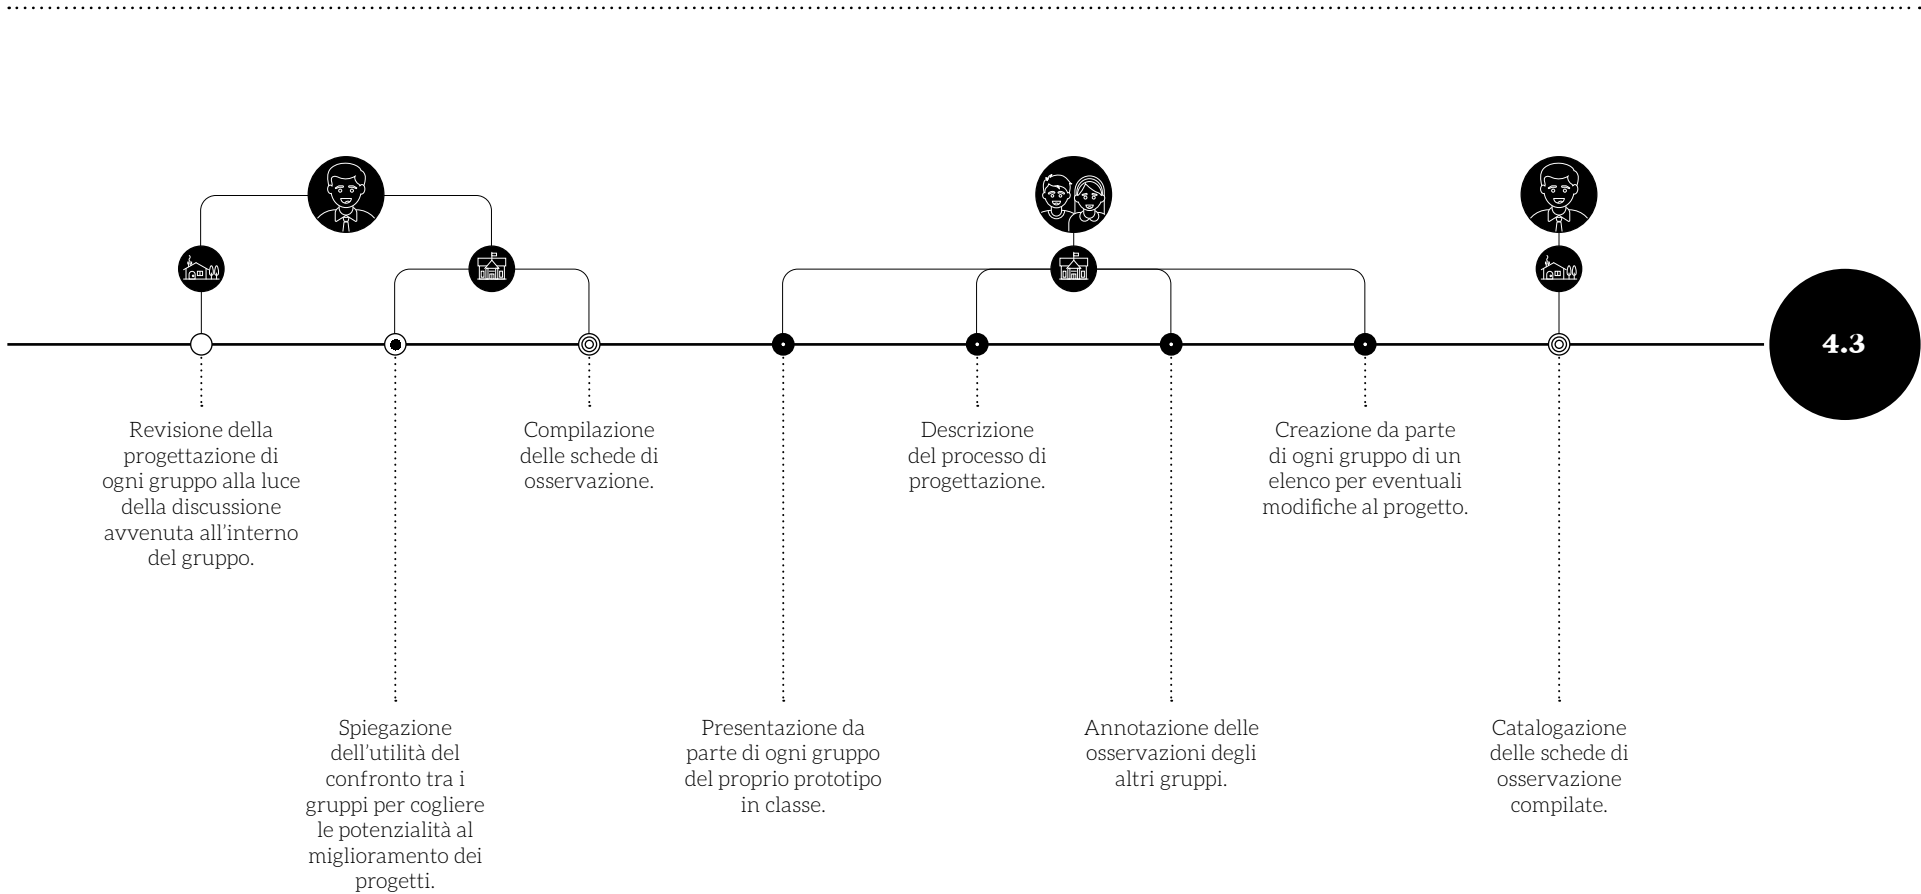 4.3
Revisione della
progettazione di
ogni gruppo alla luce
della discussione
avvenuta all'interno
del gruppo.
Spiegazione
dell'utilità del
confronto tra i
gruppi per cogliere
le potenzialità al
miglioramento dei
progetti.
Compilazione
delle schede di
osservazione.
Presentazione da
parte di ogni gruppo
del proprio prototipo
in classe.
Descrizione
del processo di
progettazione.
Annotazione delle
osservazioni degli
altri gruppi.
Creazione da parte
di ogni gruppo di un
elenco per eventuali
modifiche al progetto.
Catalogazione
delle schede di
osservazione
compilate.